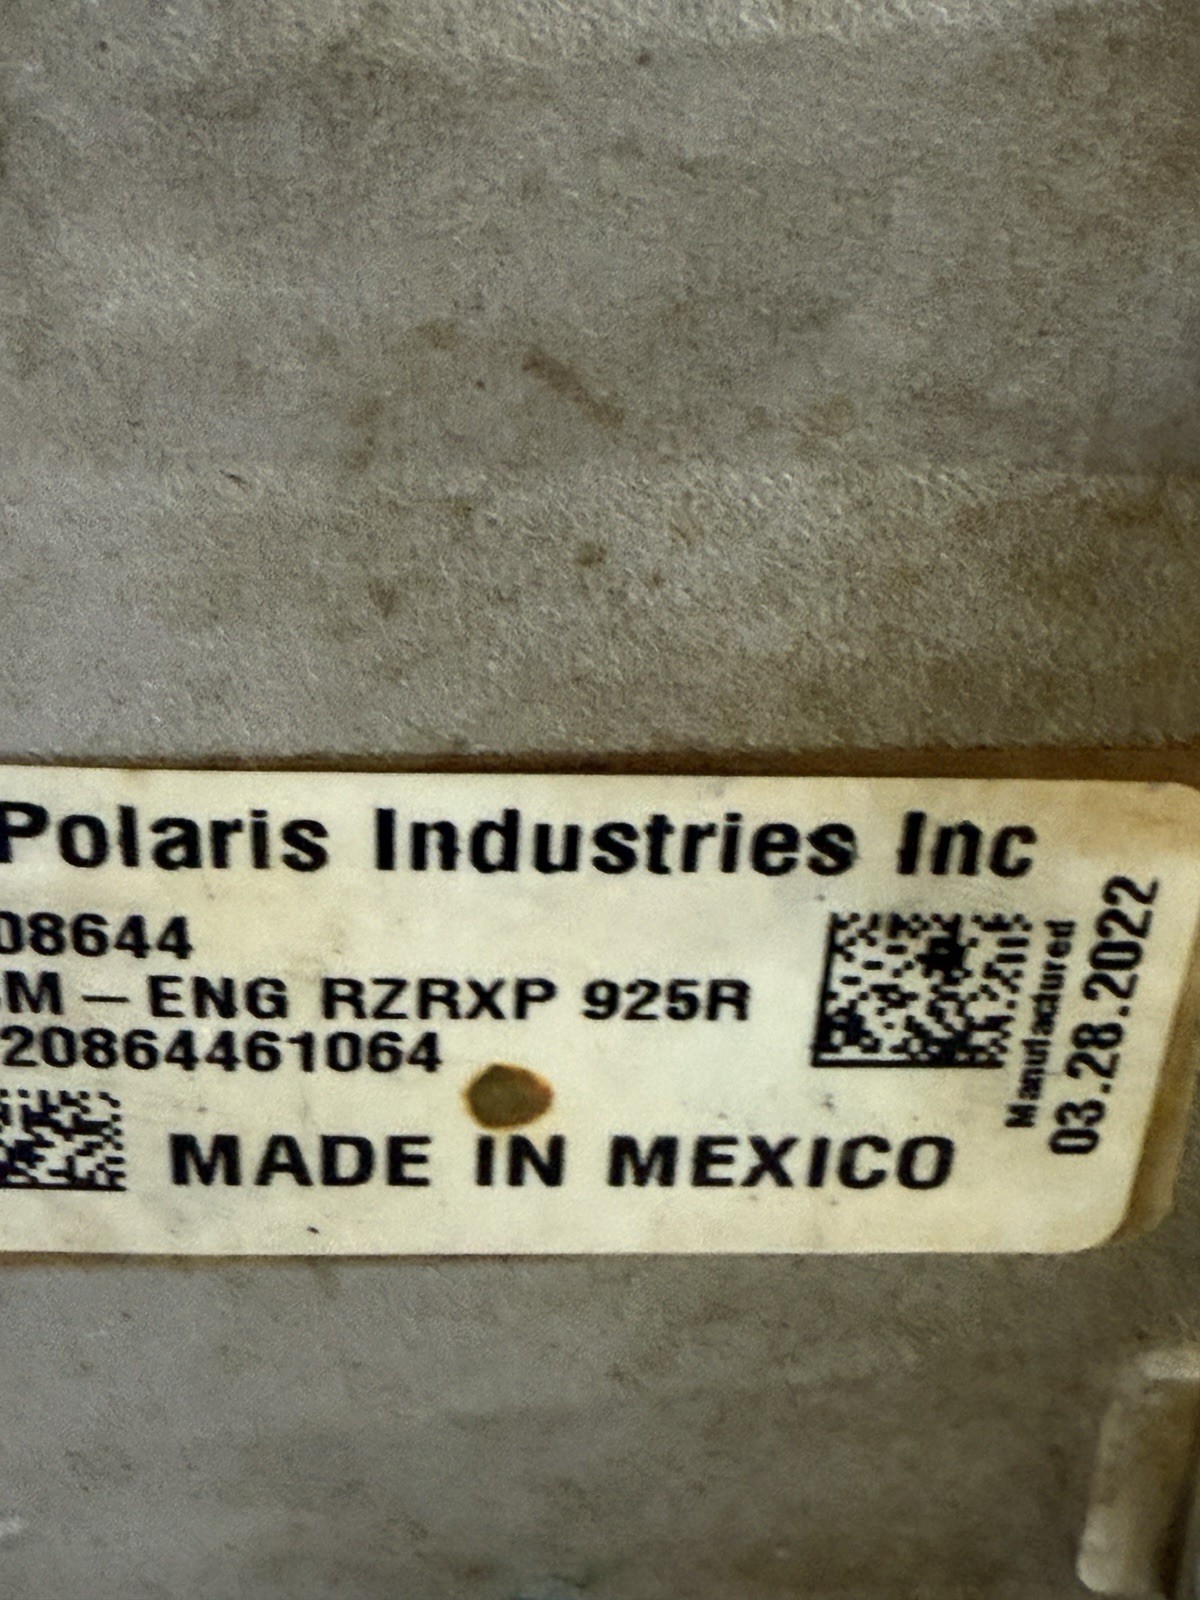 Polaris Industries Inc
08644
M – ENG RZRXP 925R
20864461064
MADE IN MEXICO
Manufactured
03.28.2022